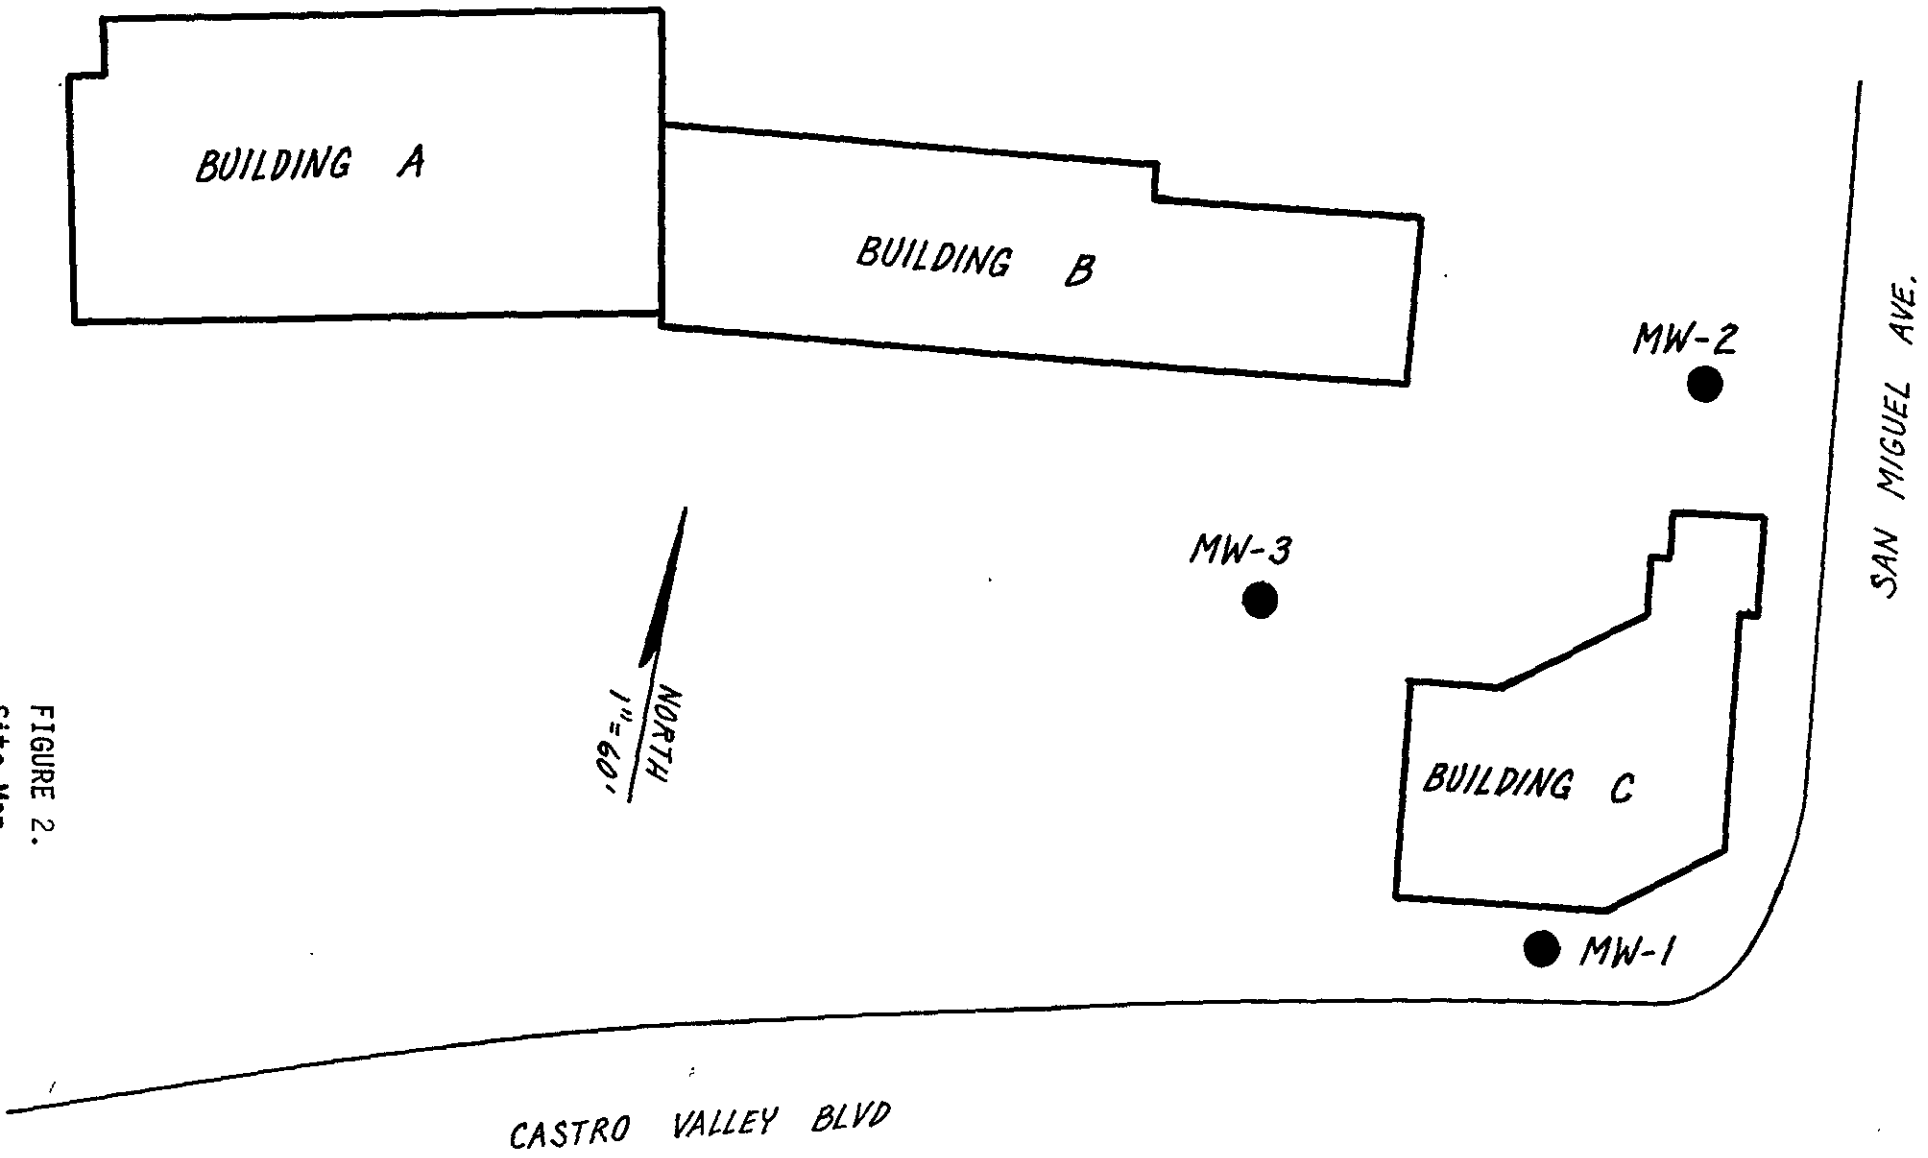 BUILDING A
BUILDING B
MW-2
SAN MIGUEL AVE.
MW-3
NORTH
1"=60'
BUILDING C
MW-1
CASTRO VALLEY BLVD
FIGURE 2.